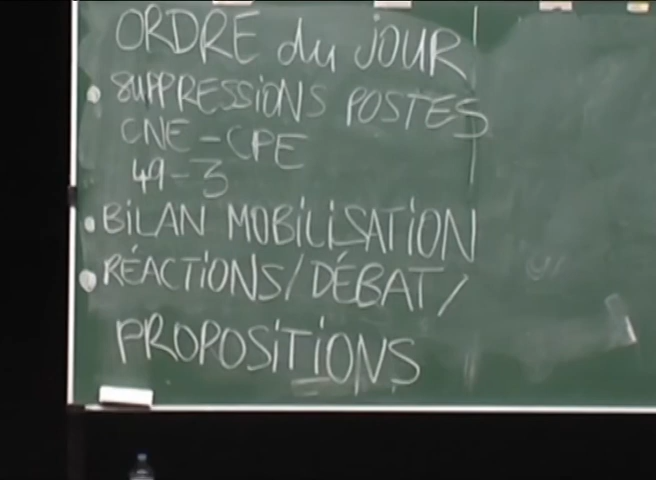 ORDRE du JOUR
• SUPPRESSIONS POSTES
CNE-CPE
49-3
• BILAN MOBILISATION
• RÉACTIONS/DÉBAT/
PROPOSITIONS